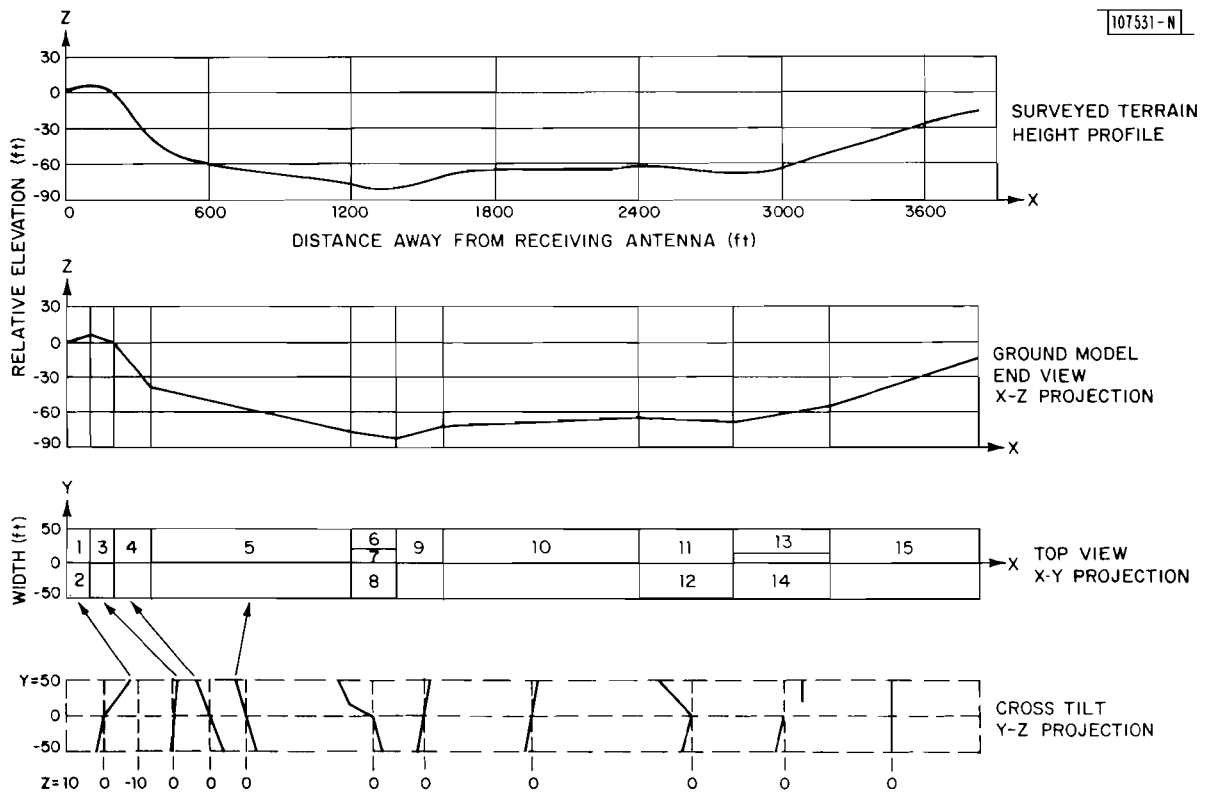 107531-N
Z
30
0
-30
-60
-90
0 600 1200 1800 2400 3000 3600
X
DISTANCE AWAY FROM RECEIVING ANTENNA (ft)
SURVEYED TERRAIN
HEIGHT PROFILE
RELATIVE ELEVATION (ft)
Z
30
0
-30
-60
-90
X
GROUND MODEL
END VIEW
X-Z PROJECTION
Y
WIDTH (ft)
50
0
-50
1 3 4 5 6 9 10 11 13 15
7
2 8 12 14
X
TOP VIEW
X-Y PROJECTION
Y=50
0
-50
CROSS TILT
Y-Z PROJECTION
Z=10 0 -10 0 0 0 0 0 0 0 0 0